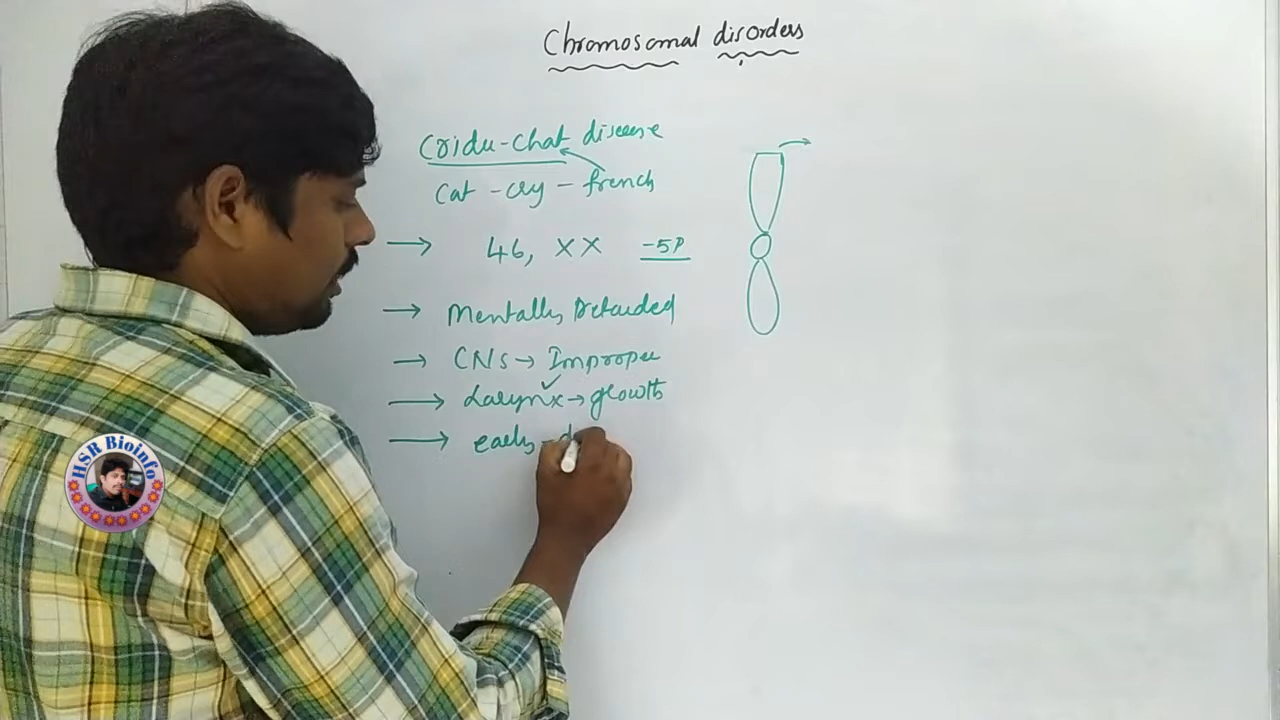 Chromosomal disorders
Cridu-chat disease
Cat - cry - french
→ 46, XX -5P
→ Mentally Retarded
→ CNS → Improper
→ Larynx → growth
→ early - d
HSR Bioinfo